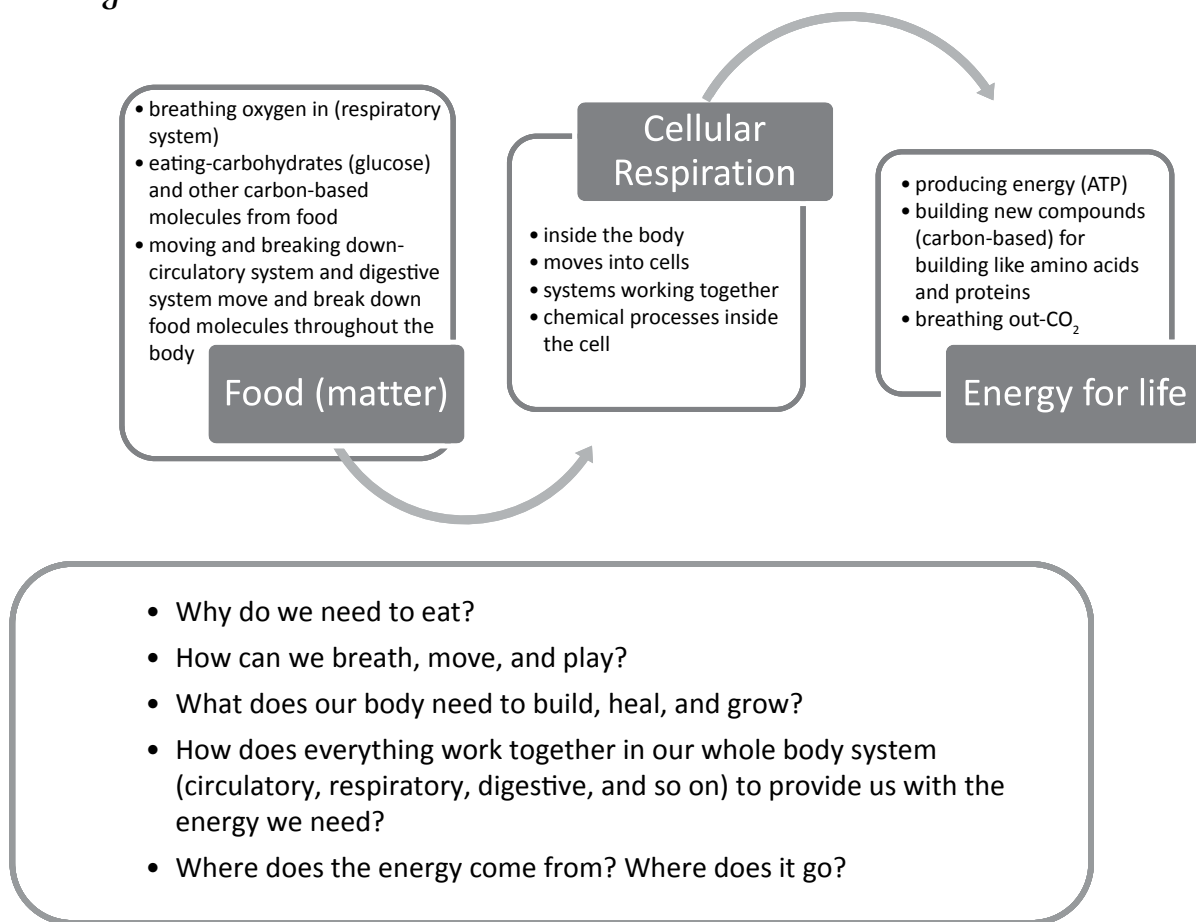 • breathing oxygen in (respiratory
system)
• eating-carbohydrates (glucose)
and other carbon-based
molecules from food
• moving and breaking down-
circulatory system and digestive
system move and break down
food molecules throughout the
body
Food (matter)
Cellular
Respiration
• inside the body
• moves into cells
• systems working together
• chemical processes inside
the cell
• producing energy (ATP)
• building new compounds
(carbon-based) for
building like amino acids
and proteins
• breathing out-CO₂
Energy for life
• Why do we need to eat?
• How can we breath, move, and play?
• What does our body need to build, heal, and grow?
• How does everything work together in our whole body system
(circulatory, respiratory, digestive, and so on) to provide us with the
energy we need?
• Where does the energy come from? Where does it go?